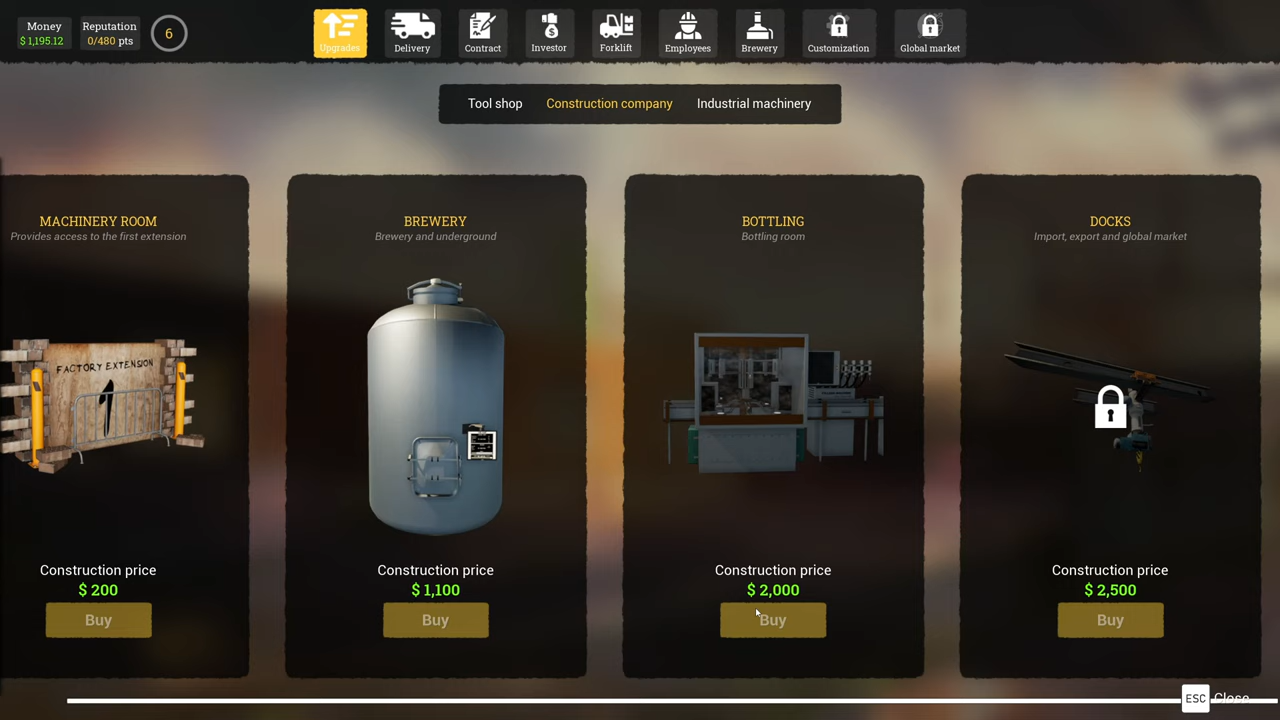 Money
$ 1,195.12
Reputation
0/480 pts
6
Upgrades
Delivery
Contract
Investor
Forklift
Employees
Brewery
Customization
Global market
Tool shop
Construction company
Industrial machinery
MACHINERY ROOM
Provides access to the first extension
FACTORY EXTENSION
1
Construction price
$ 200
Buy
BREWERY
Brewery and underground
Construction price
$ 1,100
Buy
BOTTLING
Bottling room
Construction price
$ 2,000
Buy
DOCKS
Import, export and global market
Construction price
$ 2,500
Buy
ESC Close